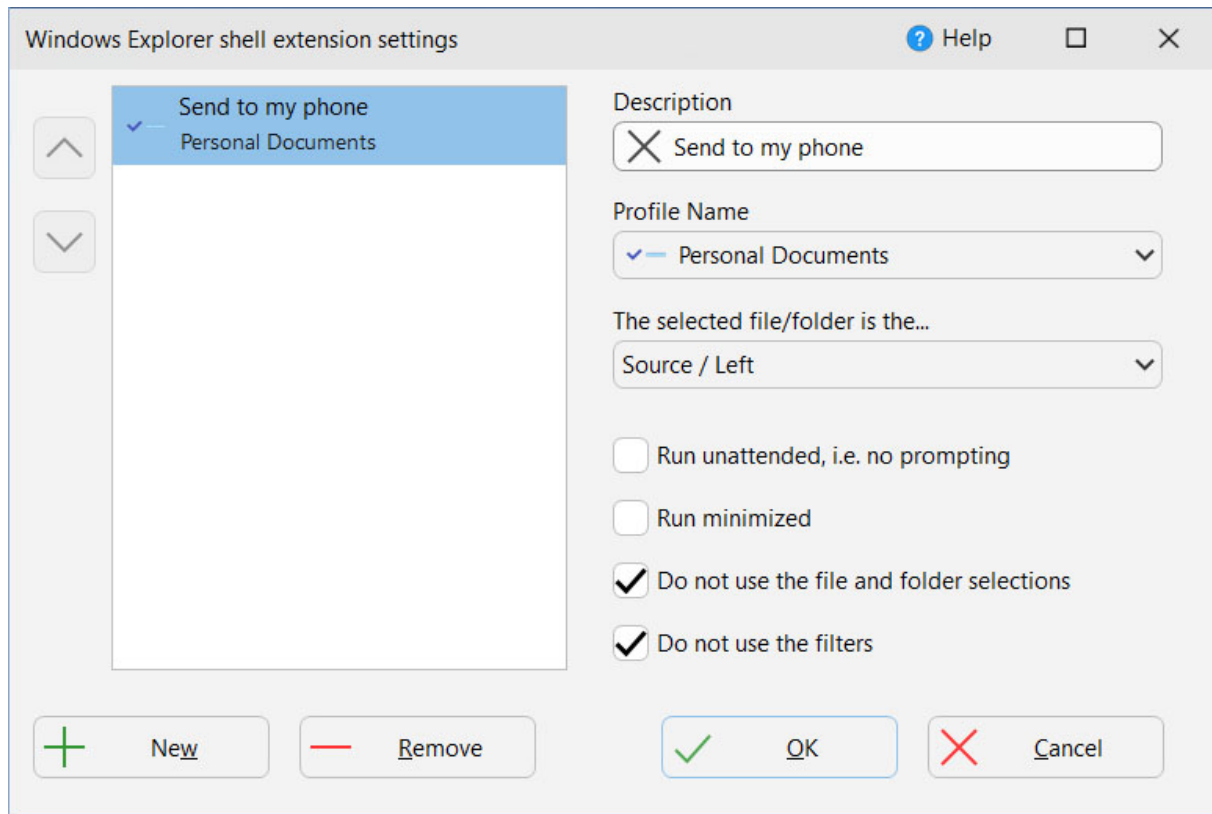 Windows Explorer shell extension settings
? Help
Send to my phone
Personal Documents
Description
Send to my phone
Profile Name
Personal Documents
The selected file/folder is the...
Source / Left
Run unattended, i.e. no prompting
Run minimized
Do not use the file and folder selections
Do not use the filters
New
Remove
OK
Cancel